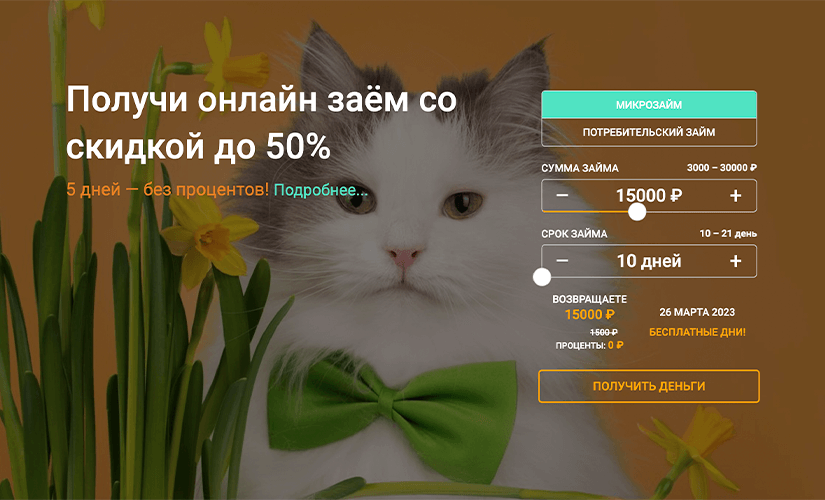 Получи онлайн заём со
скидкой до 50%
5 дней — без процентов! Подробнее...
МИКРОЗАЙМ
ПОТРЕБИТЕЛЬСКИЙ ЗАЙМ
СУММА ЗАЙМА 3000 – 30000 ₽
− 15000 ₽ +
СРОК ЗАЙМА 10 – 21 день
− 10 дней +
ВОЗВРАЩАЕТЕ
15000 ₽ 26 МАРТА 2023
1500 ₽ БЕСПЛАТНЫЕ ДНИ!
ПРОЦЕНТЫ: 0 ₽
ПОЛУЧИТЬ ДЕНЬГИ